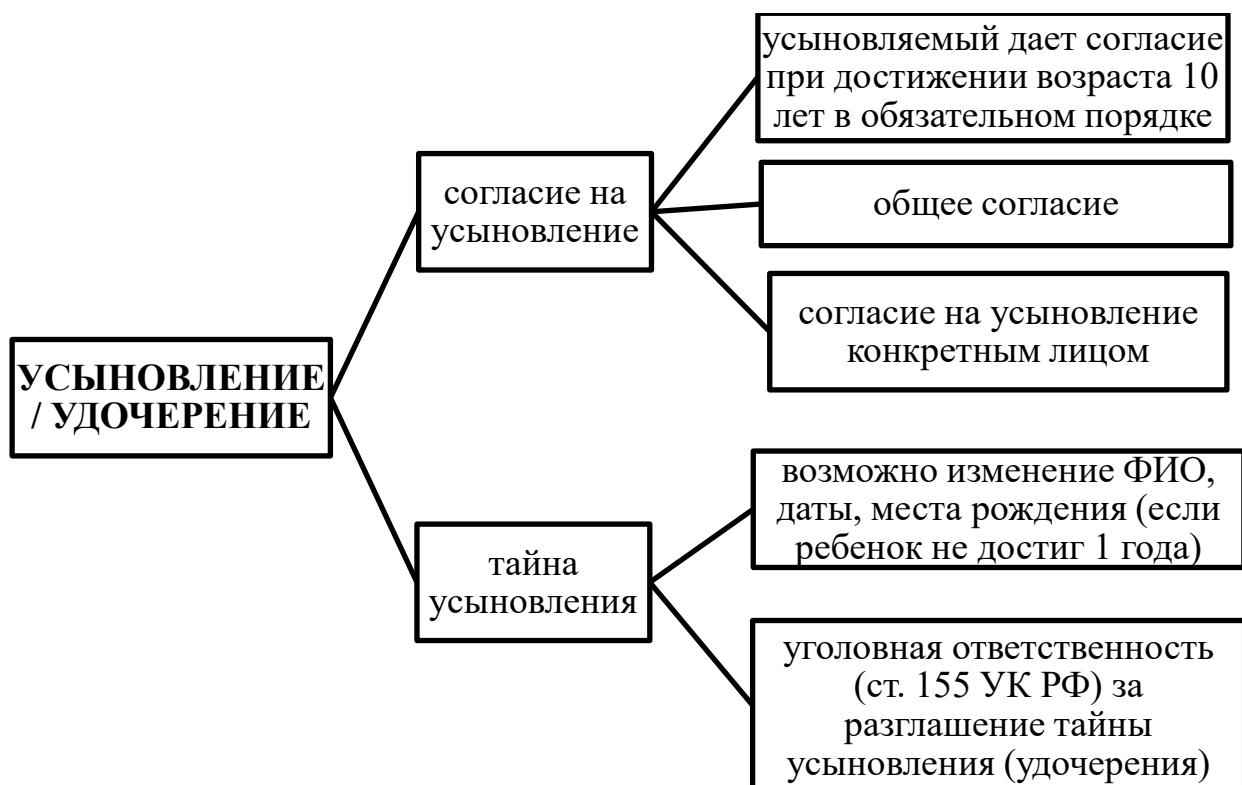 усыновляемый дает согласие
при достижении возраста 10
лет в обязательном порядке
согласие на
усыновление
общее согласие
согласие на усыновление
конкретным лицом
УСЫНОВЛЕНИЕ
/ УДОЧЕРЕНИЕ
возможно изменение ФИО,
даты, места рождения (если
ребенок не достиг 1 года)
тайна
усыновления
уголовная ответственность
(ст. 155 УК РФ) за
разглашение тайны
усыновления (удочерения)